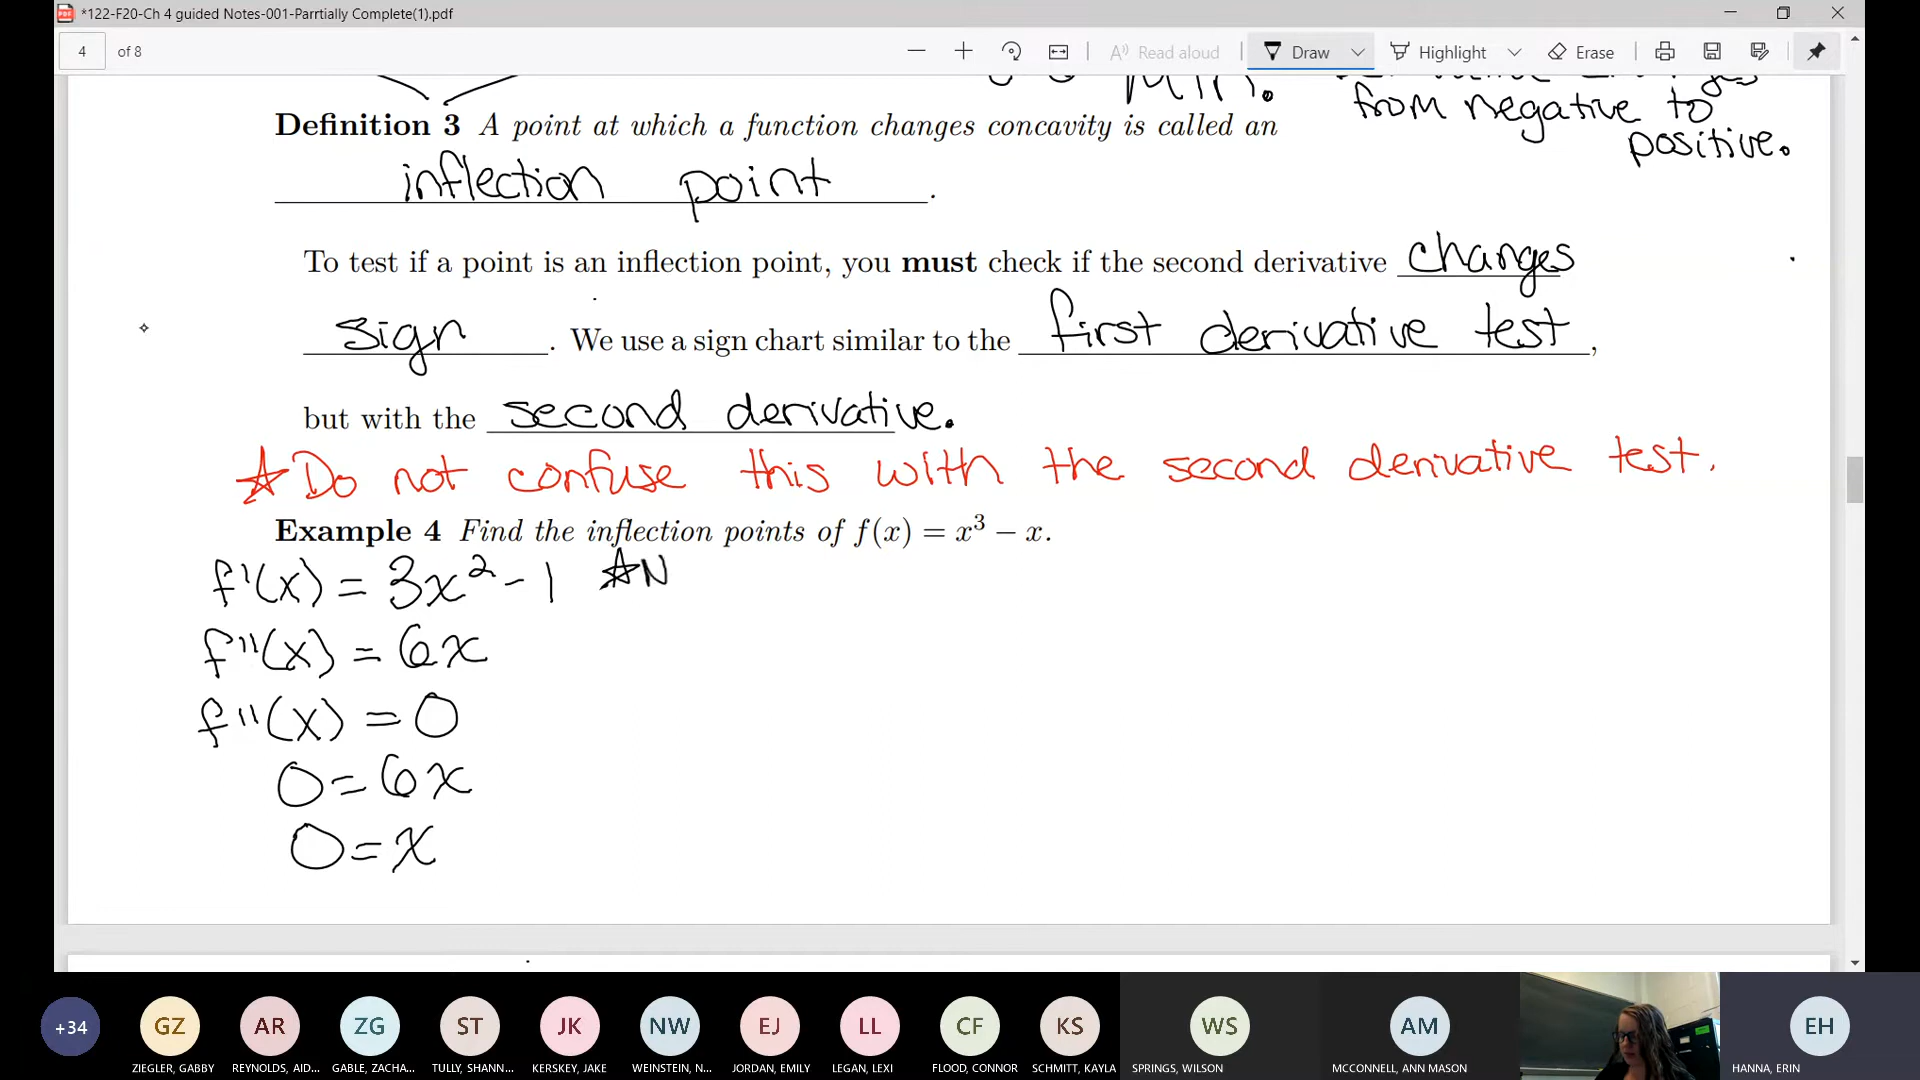 *122-F20-Ch 4 guided Notes-001-Parrtially Complete(1).pdf
4 of 8 Read aloud Draw Highlight Erase
min.
from negative to
positive.
Definition 3 A point at which a function changes concavity is called an
inflection point.
To test if a point is an inflection point, you must check if the second derivative changes
sign. We use a sign chart similar to the first derivative test,
but with the second derivative.
☆Do not confuse this with the second derivative test.
Example 4 Find the inflection points of f(x) = x³ − x.
f'(x) = 3x² - 1 ☆N
f''(x) = 6x
f''(x) = 0
0 = 6x
0 = x
+34 GZ AR ZG ST JK NW EJ LL CF KS WS AM EH
ZIEGLER, GABBY REYNOLDS, AID... GABLE, ZACHA... TULLY, SHANN... KERSKEY, JAKE WEINSTEIN, N... JORDAN, EMILY LEGAN, LEXI FLOOD, CONNOR SCHMITT, KAYLA SPRINGS, WILSON MCCONNELL, ANN MASON HANNA, ERIN